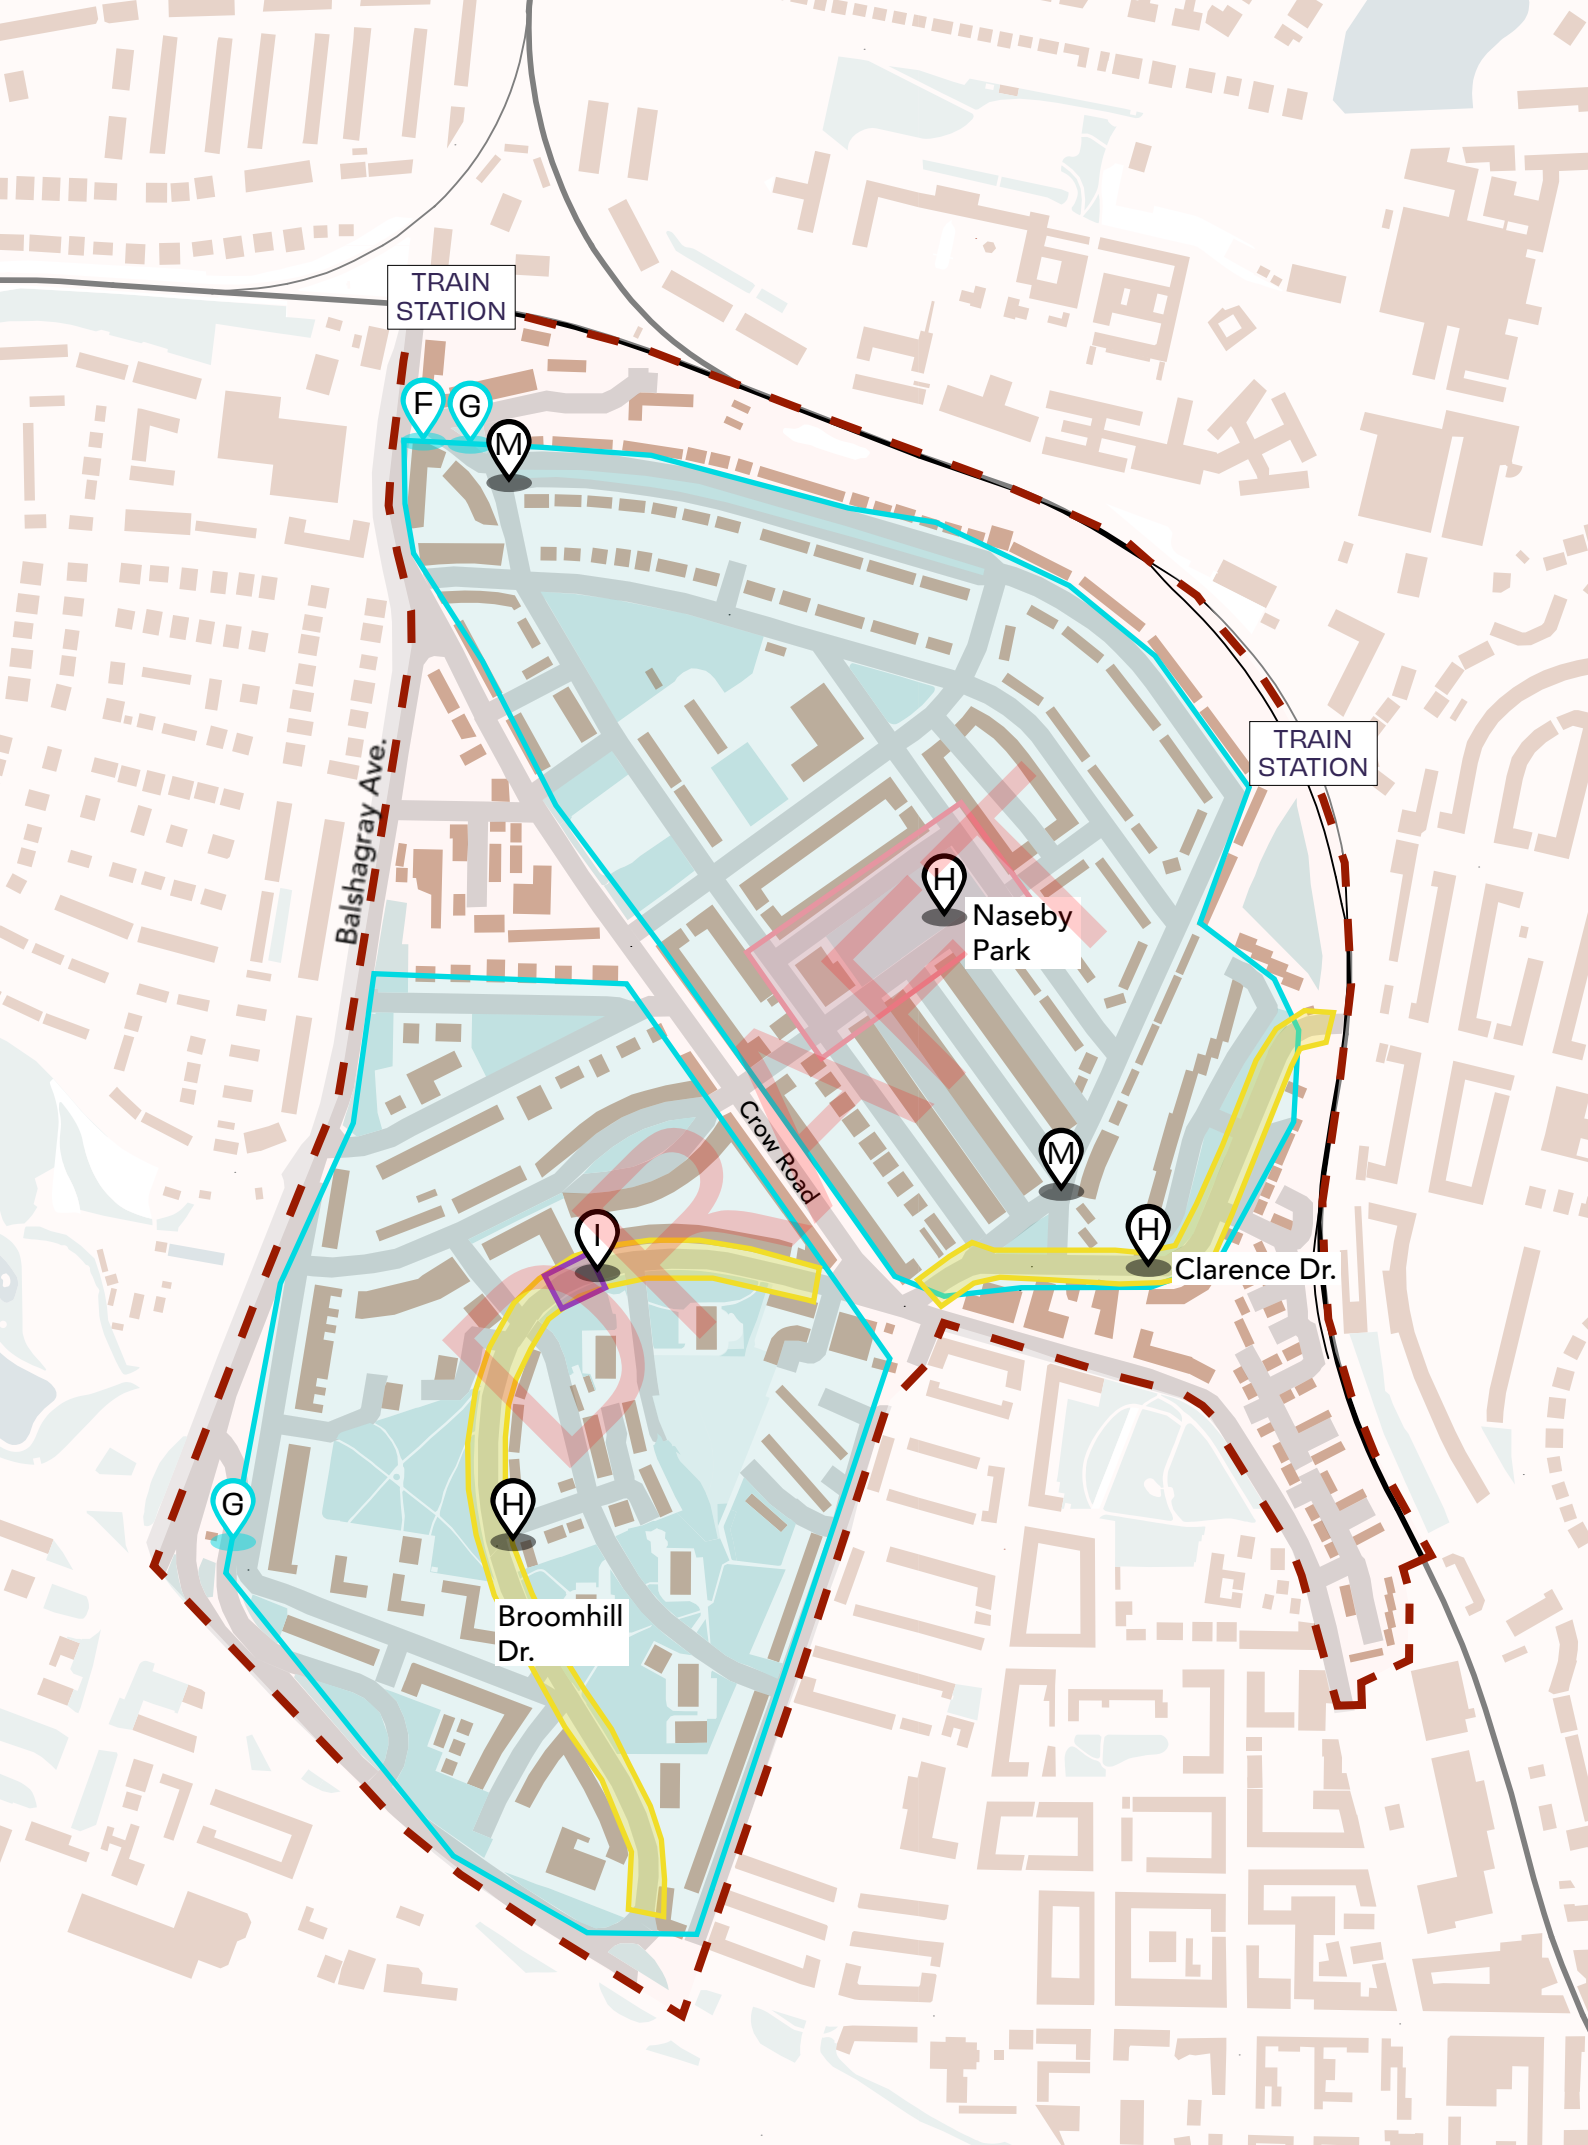 TRAIN
STATION
F
G
M
TRAIN
STATION
Balshagray Ave.
H
Naseby
Park
DRAFT
Crow Road
M
H
Clarence Dr.
I
G
H
Broomhill
Dr.